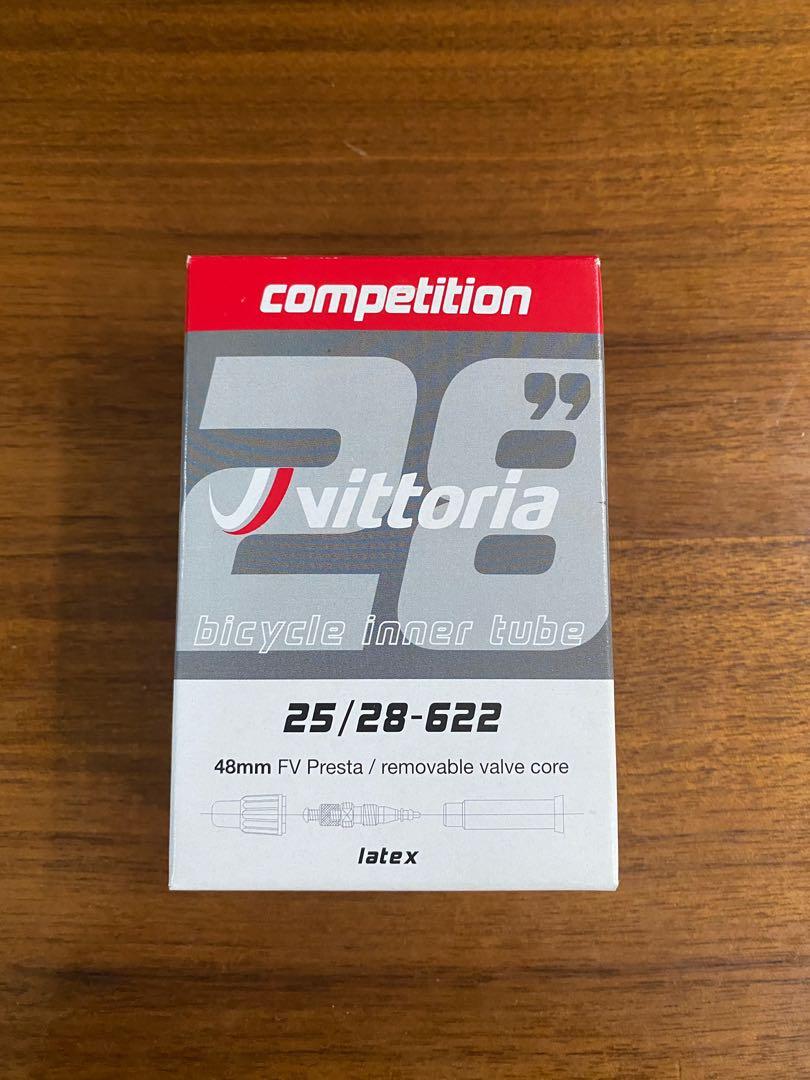 competition
28”
vittoria
bicycle inner tube
25/28-622
48mm FV Presta / removable valve core
latex